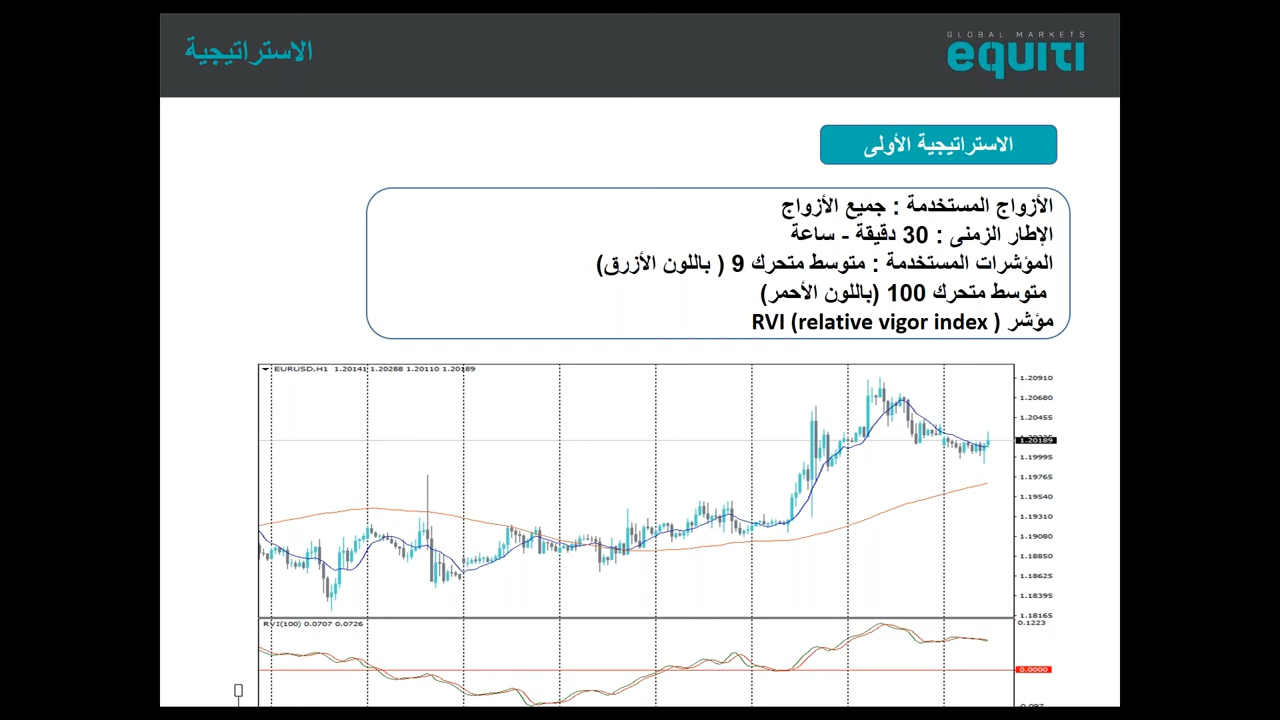 الاستراتيجية
GLOBAL MARKETS
equiti
الاستراتيجية الأولى
الأزواج المستخدمة : جميع الأزواج
الإطار الزمنى : 30 دقيقة - ساعة
المؤشرات المستخدمة : متوسط متحرك 9 ( باللون الأزرق)
متوسط متحرك 100 (باللون الأحمر)
مؤشر RVI (relative vigor index )
EURUSD,H1 1.20141 1.20288 1.20110 1.20189
1.20910
1.20680
1.20455
1.20189
1.19995
1.19765
1.19540
1.19310
1.19080
1.18850
1.18625
1.18395
1.18165
RVI(100) 0.0707 0.0726
0.1223
0.0000